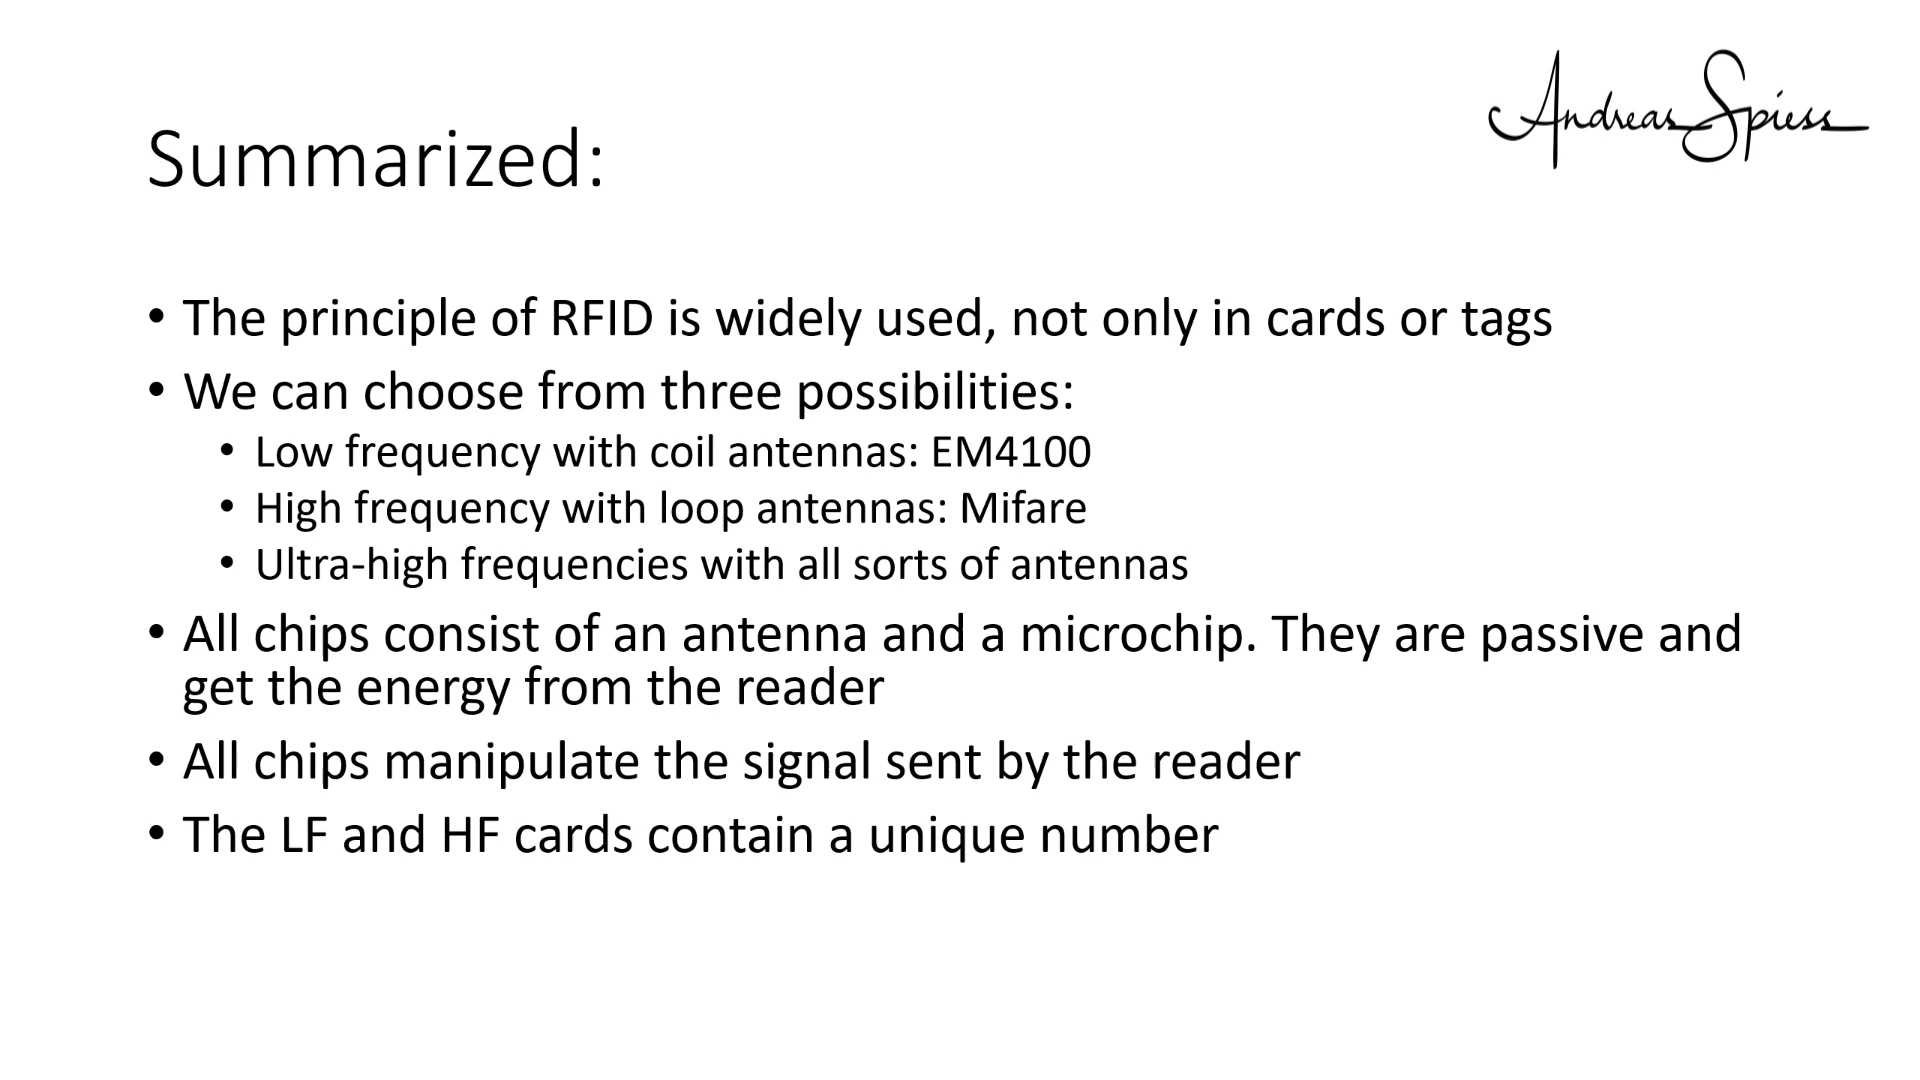 Andreas Spiess
Summarized:
• The principle of RFID is widely used, not only in cards or tags
• We can choose from three possibilities:
• Low frequency with coil antennas: EM4100
• High frequency with loop antennas: Mifare
• Ultra-high frequencies with all sorts of antennas
• All chips consist of an antenna and a microchip. They are passive and
get the energy from the reader
• All chips manipulate the signal sent by the reader
• The LF and HF cards contain a unique number